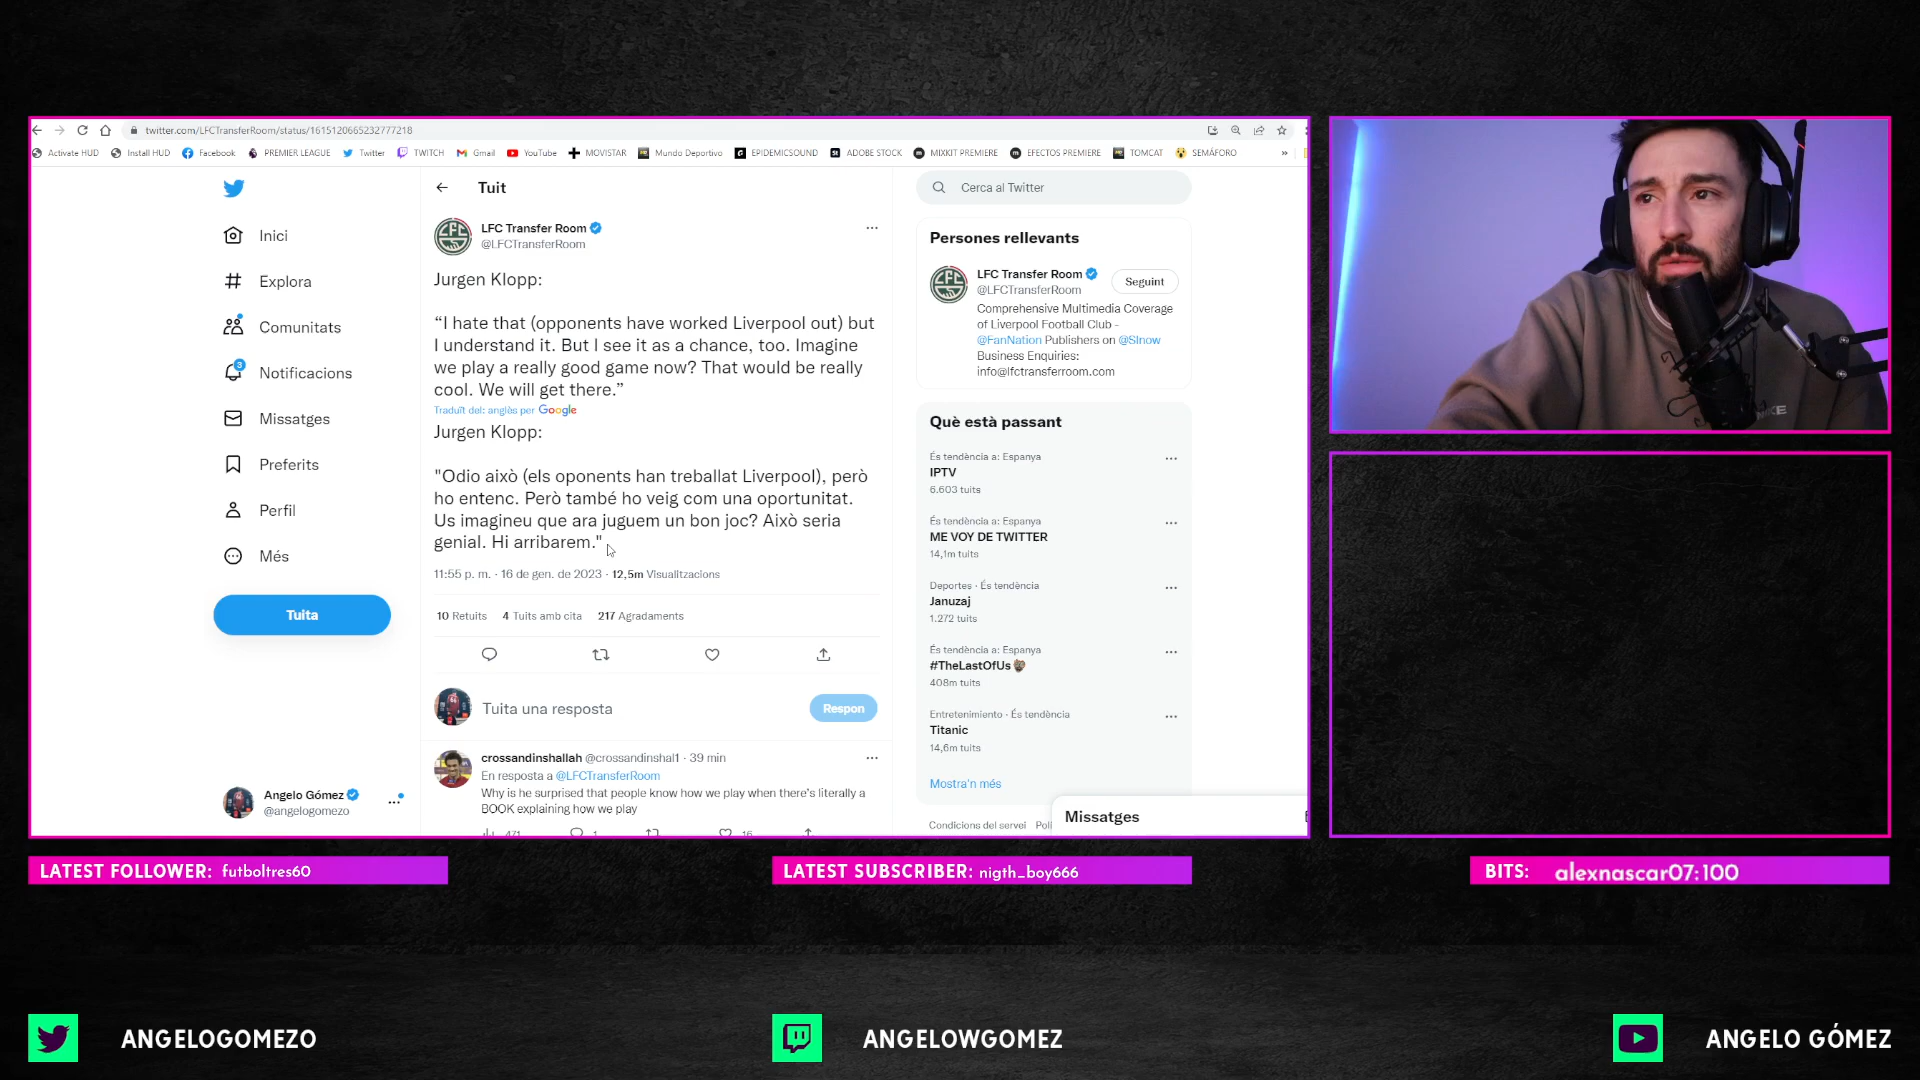 twitter.com/LFCTransferRoom/status/1615120665232777218
Activate HUD Install HUD Facebook PREMIER LEAGUE Twitter TWITCH Gmail YouTube MOVISTAR Mundo Deportivo EPIDEMICSOUND ADOBE STOCK MIXKIT PREMIERE EFECTOS PREMIERE TOMCAT SEMÁFORO »
Inici
Explora
Comunitats
3
Notificacions
Missatges
Preferits
Perfil
Més
Tuita
Angelo Gómez
@angelogomezo
Tuit
LFC Transfer Room
@LFCTransferRoom
Jurgen Klopp:
“I hate that (opponents have worked Liverpool out) but
I understand it. But I see it as a chance, too. Imagine
we play a really good game now? That would be really
cool. We will get there.”
Traduït del: anglès per Google
Jurgen Klopp:
"Odio això (els oponents han treballat Liverpool), però
ho entenc. Però també ho veig com una oportunitat.
Us imagineu que ara juguem un bon joc? Això seria
genial. Hi arribarem."
11:55 p. m. · 16 de gen. de 2023 · 12,5m Visualitzacions
10 Retuits 4 Tuits amb cita 217 Agradaments
Tuita una resposta
Respon
crossandinshallah @crossandinshal1 · 39 min
En resposta a @LFCTransferRoom
Why is he surprised that people know how we play when there’s literally a
BOOK explaining how we play
471 1 16
Cerca al Twitter
Persones rellevants
LFC Transfer Room
@LFCTransferRoom
Seguint
Comprehensive Multimedia Coverage
of Liverpool Football Club -
@FanNation Publishers on @SInow
Business Enquiries:
info@lfctransferroom.com
Què està passant
És tendència a: Espanya
IPTV
6.603 tuits
És tendència a: Espanya
ME VOY DE TWITTER
14,1m tuits
Deportes · És tendència
Januzaj
1.272 tuits
És tendència a: Espanya
#TheLastOfUs
408m tuits
Entretenimiento · És tendència
Titanic
14,6m tuits
Mostra'n més
Condicions del servei Polí
Missatges
LATEST FOLLOWER: futboltres60
LATEST SUBSCRIBER: nigth_boy666
BITS: alexnascar07:100
ANGELOGOMEZO
ANGELOWGOMEZ
ANGELO GÓMEZ